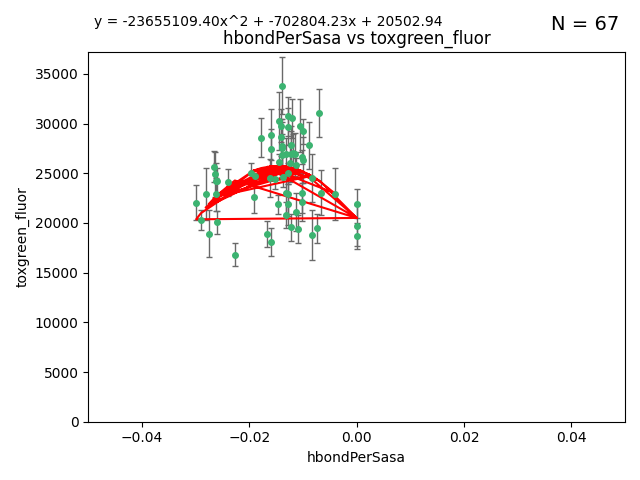 y = -23655109.40x^2 + -702804.23x + 20502.94
N = 67
hbondPerSasa vs toxgreen_fluor
35000
30000
25000
20000
15000
10000
5000
0
toxgreen_fluor
−0.04
−0.02
0.00
0.02
0.04
hbondPerSasa